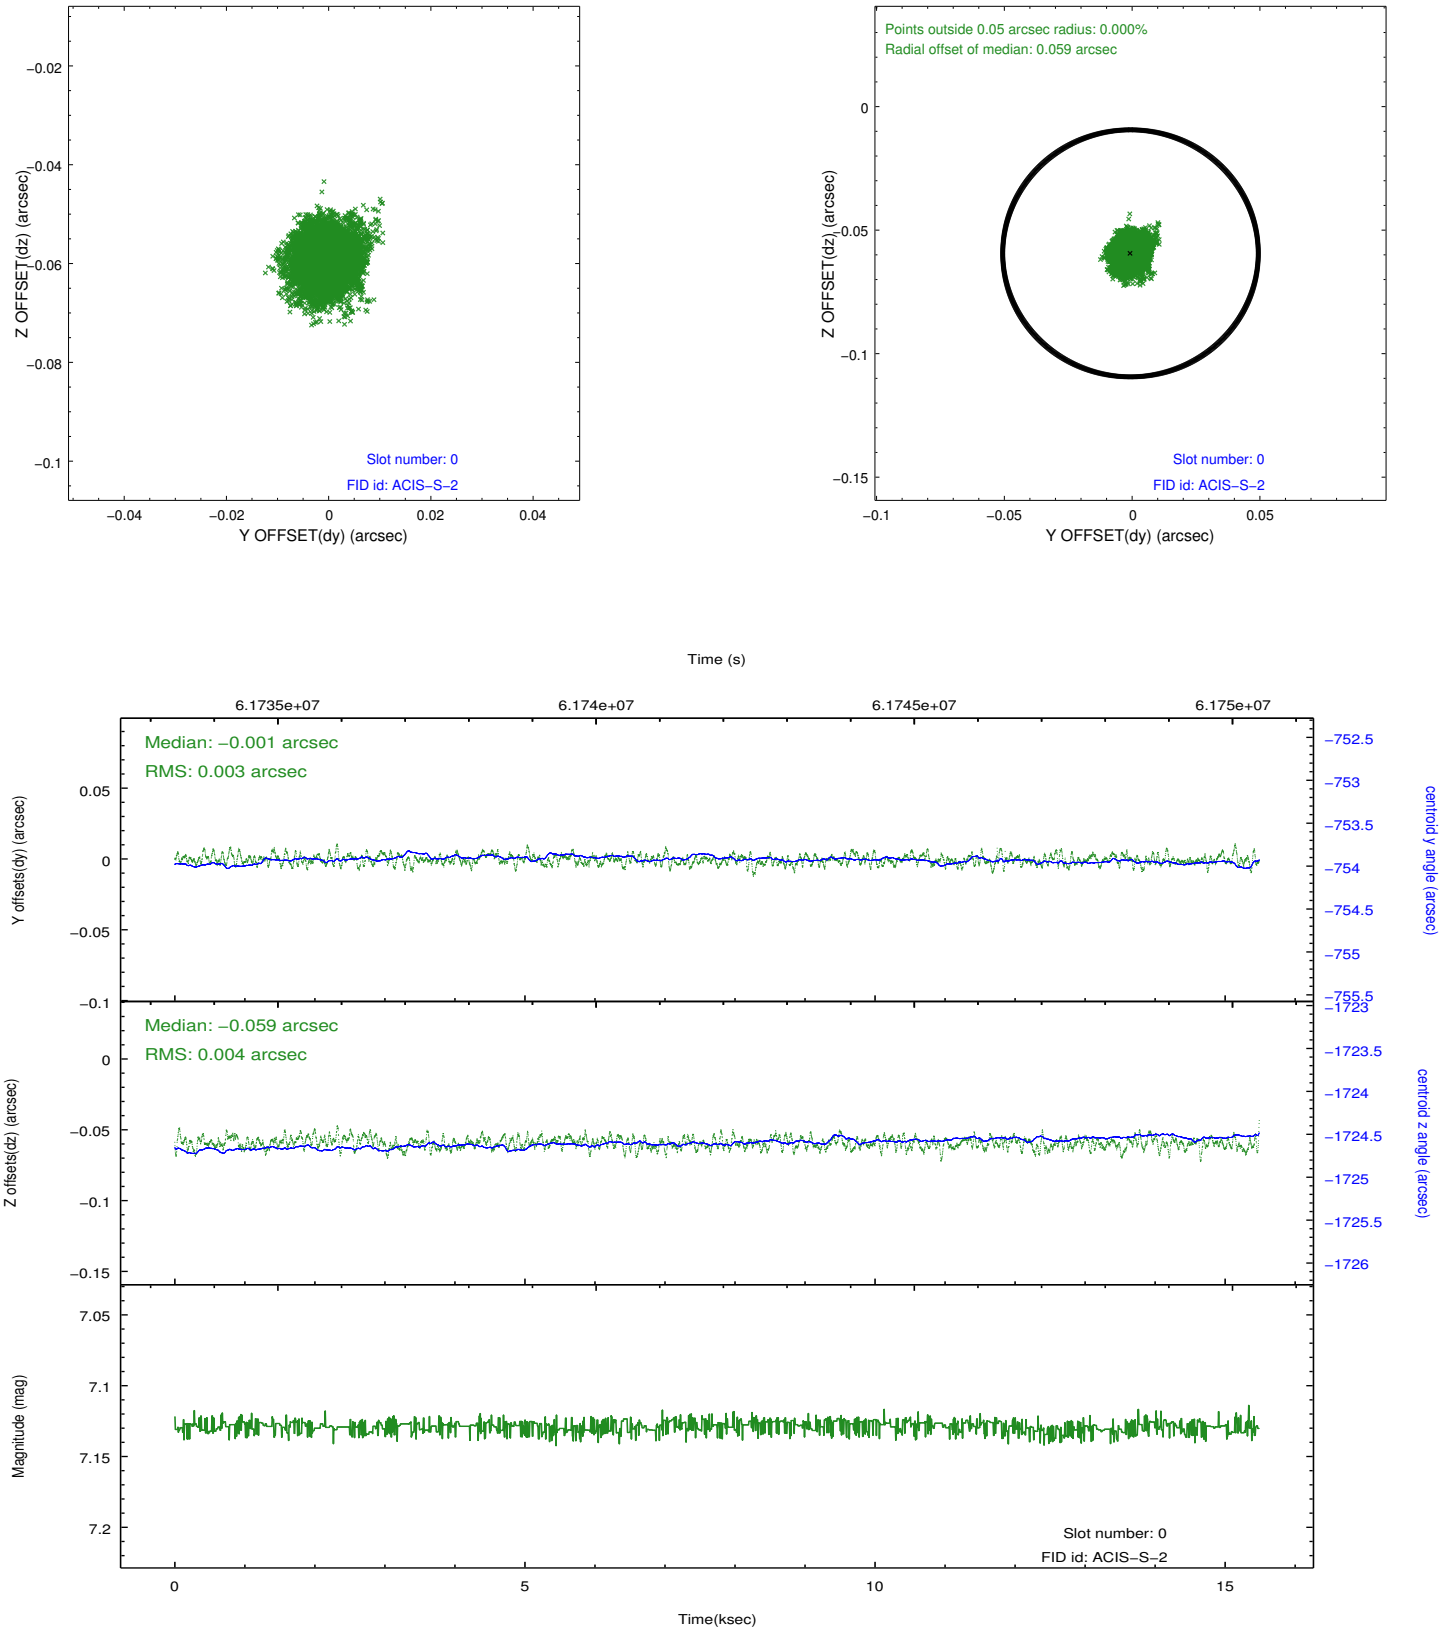 −0.02
−0.04
−0.06
−0.08
−0.1
Z OFFSET(dz) (arcsec)
Slot number: 0
FID id: ACIS−S−2
−0.04 −0.02 0 0.02 0.04
Y OFFSET(dy) (arcsec)
Points outside 0.05 arcsec radius: 0.000%
Radial offset of median: 0.059 arcsec
0
−0.05
−0.1
−0.15
Z OFFSET(dz) (arcsec)
Slot number: 0
FID id: ACIS−S−2
−0.1 −0.05 0 0.05
Y OFFSET(dy) (arcsec)
Time (s)
6.1735e+07 6.174e+07 6.1745e+07 6.175e+07
Median: −0.001 arcsec
RMS: 0.003 arcsec
0.05
0
−0.05
−0.1
Y offsets(dy) (arcsec)
−752.5
−753
−753.5
−754
−754.5
−755
−755.5
centroid y angle (arcsec)
Median: −0.059 arcsec
RMS: 0.004 arcsec
0
−0.05
−0.1
−0.15
Z offsets(dz) (arcsec)
−1723
−1723.5
−1724
−1724.5
−1725
−1725.5
−1726
centroid z angle (arcsec)
7.05
7.1
7.15
7.2
Magnitude (mag)
Slot number: 0
FID id: ACIS−S−2
0 5 10 15
Time(ksec)